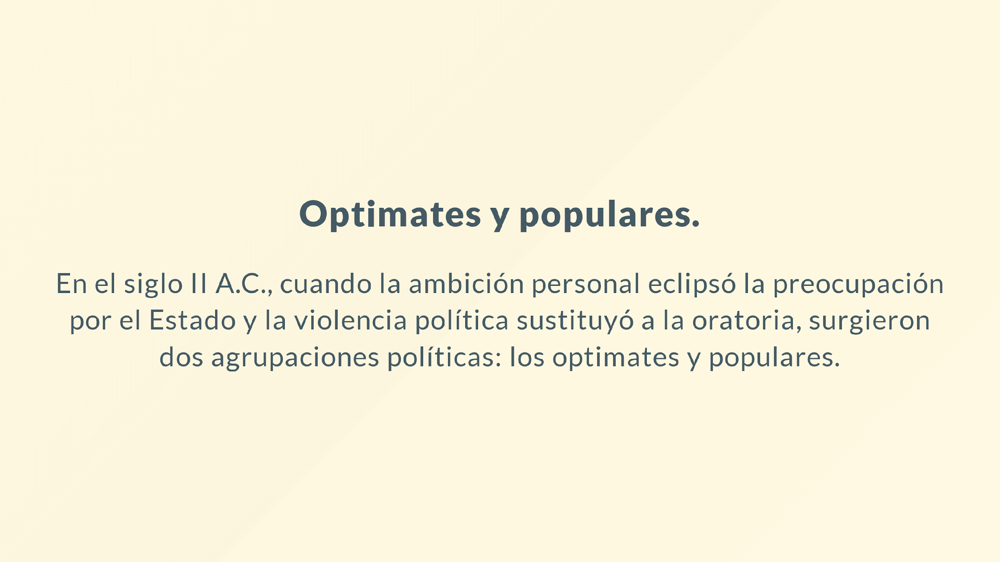 Optimates y populares.
En el siglo II A.C., cuando la ambición personal eclipsó la preocupación
por el Estado y la violencia política sustituyó a la oratoria, surgieron
dos agrupaciones políticas: los optimates y populares.